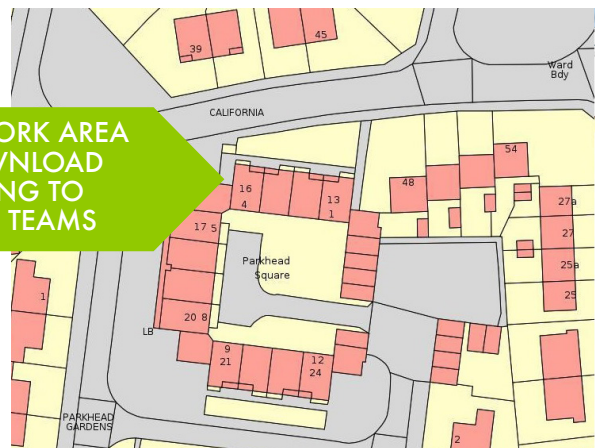 39
45
Ward
Bdy
CALIFORNIA
ORK AREA
NLOAD
NG TO
TEAMS
54
48
16
4
13
1
27a
17 5
27
Parkhead
Square
25a
1
25
20 8
LB
9
21
12
24
PARKHEAD
GARDENS
2